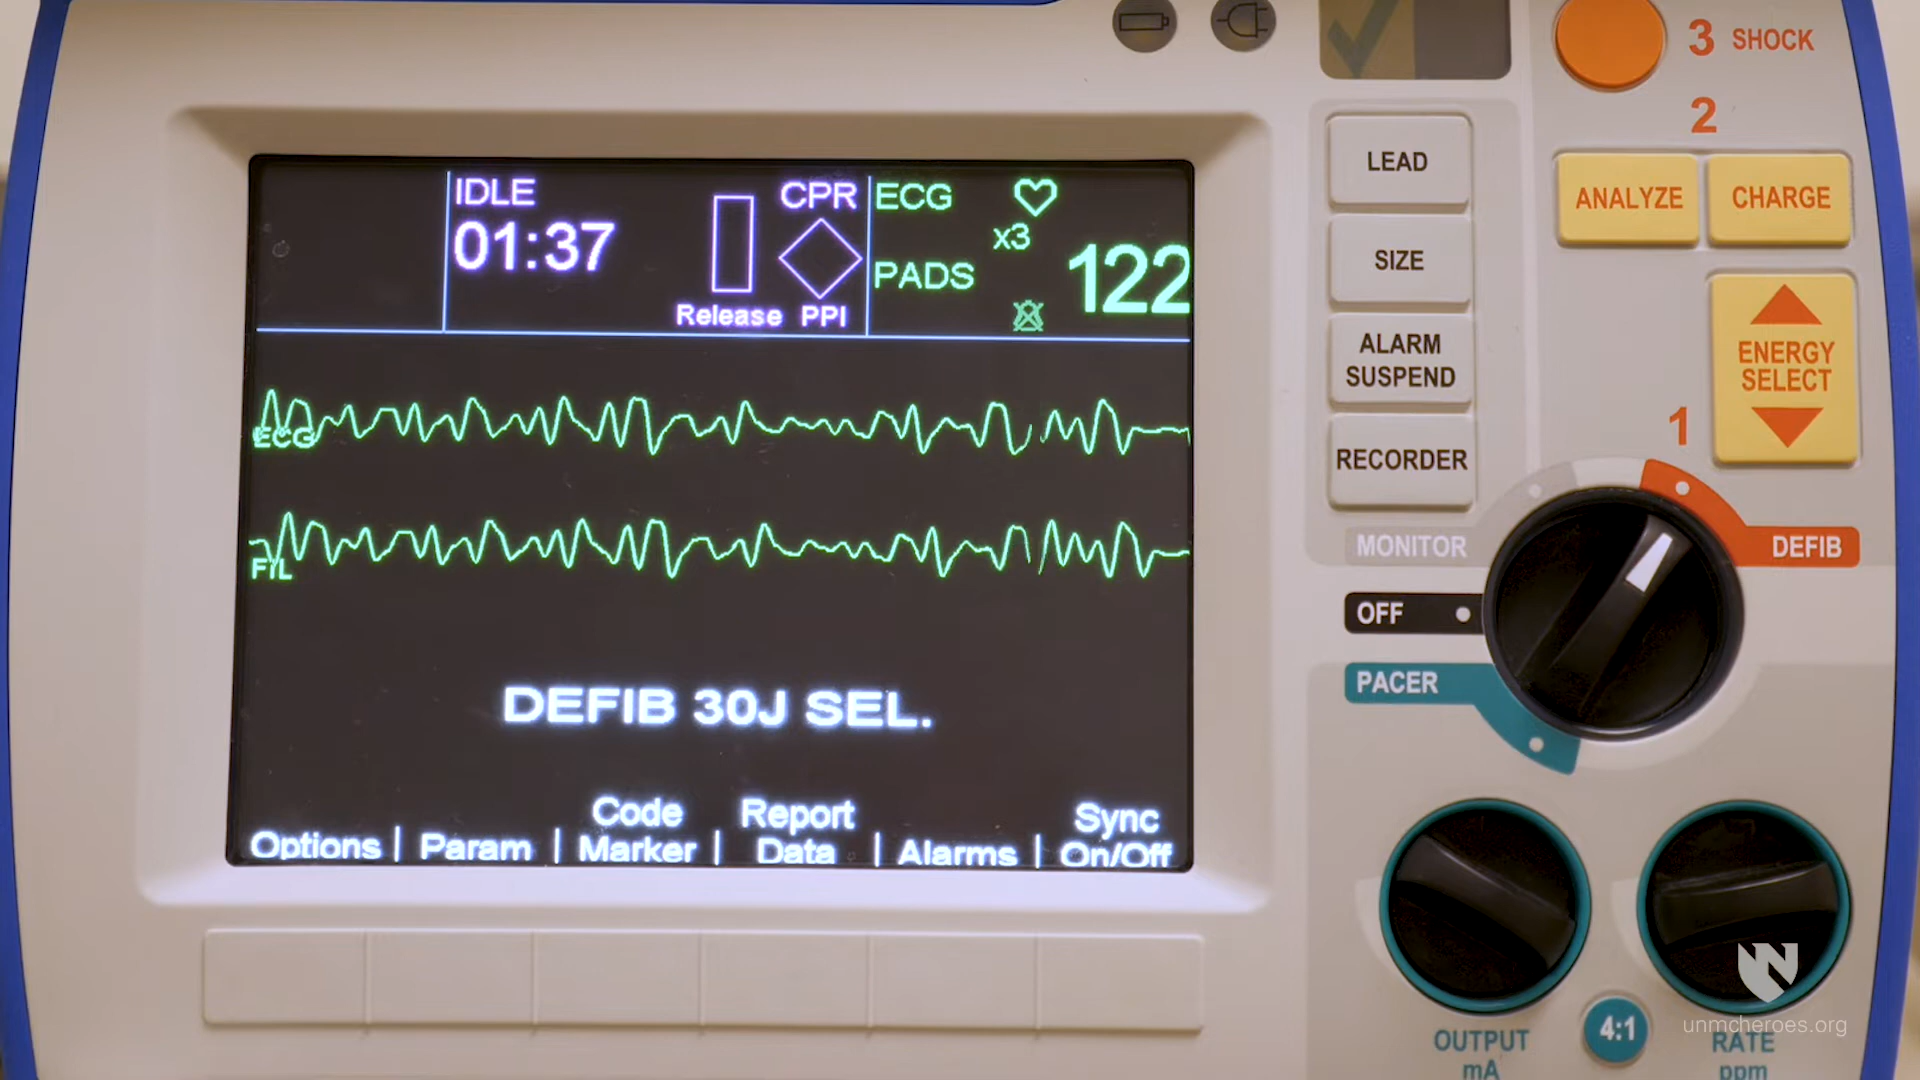 3 SHOCK
2
ANALYZE
CHARGE
ENERGY
SELECT
1
LEAD
SIZE
ALARM
SUSPEND
RECORDER
MONITOR
DEFIB
OFF
PACER
IDLE
01:37
CPR
Release PPI
ECG
x3
PADS
122
ECG
FIL
DEFIB 30J SEL.
Options
Param
Code
Marker
Report
Data
Alarms
Sync
On/Off
OUTPUT
mA
4:1
RATE
ppm
unmcheroes.org